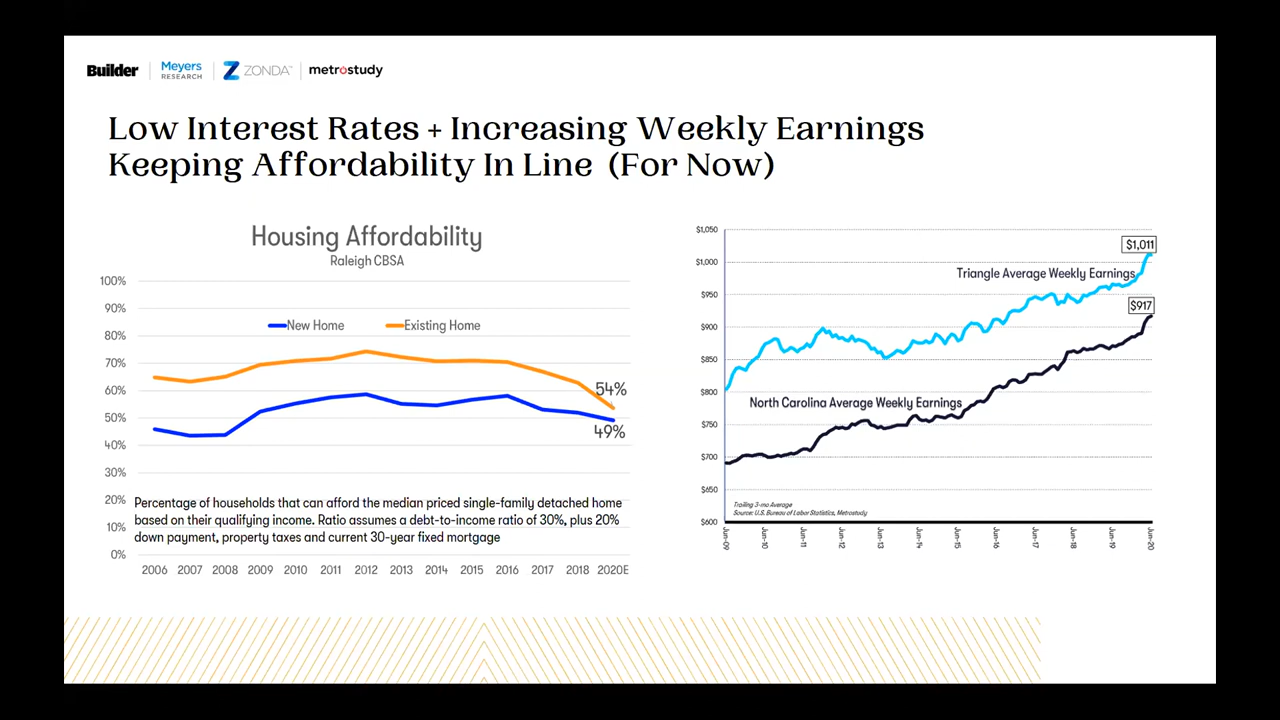 Builder
Meyers
RESEARCH
ZONDA™
metrostudy
Low Interest Rates + Increasing Weekly Earnings
Keeping Affordability In Line (For Now)
Housing Affordability
Raleigh CBSA
100%
90%
80%
70%
60%
50%
40%
30%
20%
10%
0%
New Home
Existing Home
54%
49%
Percentage of households that can afford the median priced single-family detached home
based on their qualifying income. Ratio assumes a debt-to-income ratio of 30%, plus 20%
down payment, property taxes and current 30-year fixed mortgage
2006 2007 2008 2009 2010 2011 2012 2013 2014 2015 2016 2017 2018 2020E
$1,050
$1,000
$950
$900
$850
$800
$750
$700
$650
$600
$1,011
Triangle Average Weekly Earnings
$917
North Carolina Average Weekly Earnings
Trailing 3-mo Average
Source: U.S. Bureau of Labor Statistics, Metrostudy
Jun-09 Jun-10 Jun-11 Jun-12 Jun-13 Jun-14 Jun-15 Jun-16 Jun-17 Jun-18 Jun-19 Jun-20